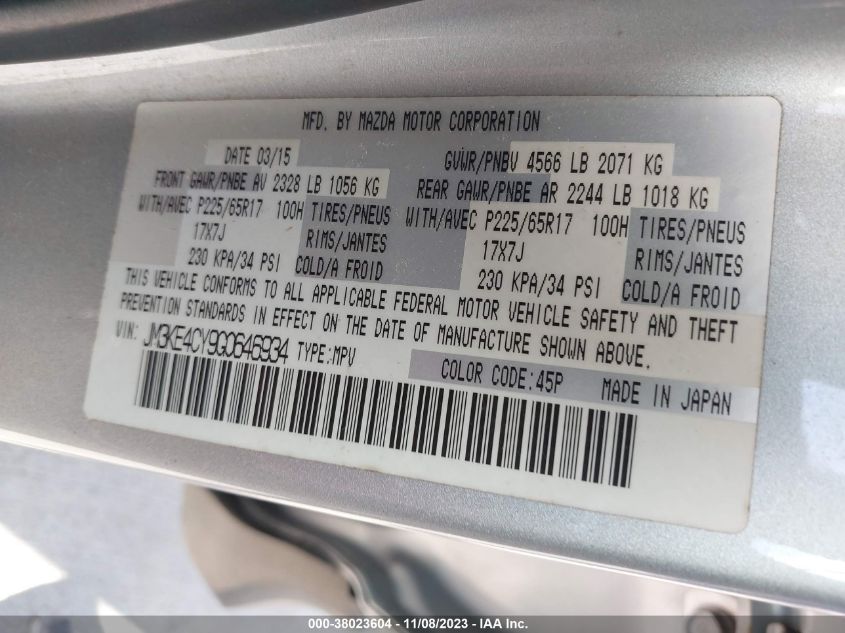 MFD. BY MAZDA MOTOR CORPORATION
DATE 03/15 GVWR/PNBV 4566 LB 2071 KG
FRONT GAWR/PNBE AV 2328 LB 1056 KG REAR GAWR/PNBE AR 2244 LB 1018 KG
WITH/AVEC P225/65R17 100H TIRES/PNEUS WITH/AVEC P225/65R17 100H TIRES/PNEUS
17X7J RIMS/JANTES 17X7J RIMS/JANTES
230 KPA/34 PSI COLD/A FROID 230 KPA/34 PSI COLD/A FROID
THIS VEHICLE CONFORMS TO ALL APPLICABLE FEDERAL MOTOR VEHICLE SAFETY AND THEFT
PREVENTION STANDARDS IN EFFECT ON THE DATE OF MANUFACTURE SHOWN ABOVE.
VIN: JM3KE4CY9G0646934 TYPE:MPV
COLOR CODE:45P MADE IN JAPAN
000-38023604 - 11/08/2023 - © IAA, Inc.